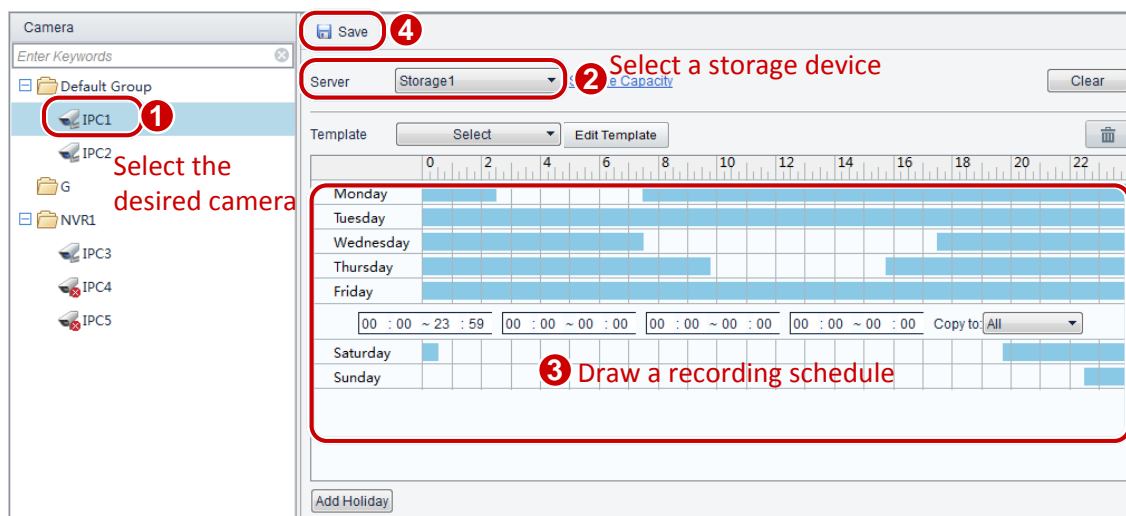 Camera
Enter Keywords
Default Group
IPC1
1
IPC2
Select the
desired camera
G
NVR1
IPC3
IPC4
IPC5
Save
4
Server Storage1 2 Select a storage device
Capacity
Clear
Template Select Edit Template
0 2 4 6 8 10 12 14 16 18 20 22
Monday
Tuesday
Wednesday
Thursday
Friday
00 : 00 ~ 23 : 59 00 : 00 ~ 00 : 00 00 : 00 ~ 00 : 00 00 : 00 ~ 00 : 00 Copy to: All
Saturday
Sunday
3 Draw a recording schedule
Add Holiday